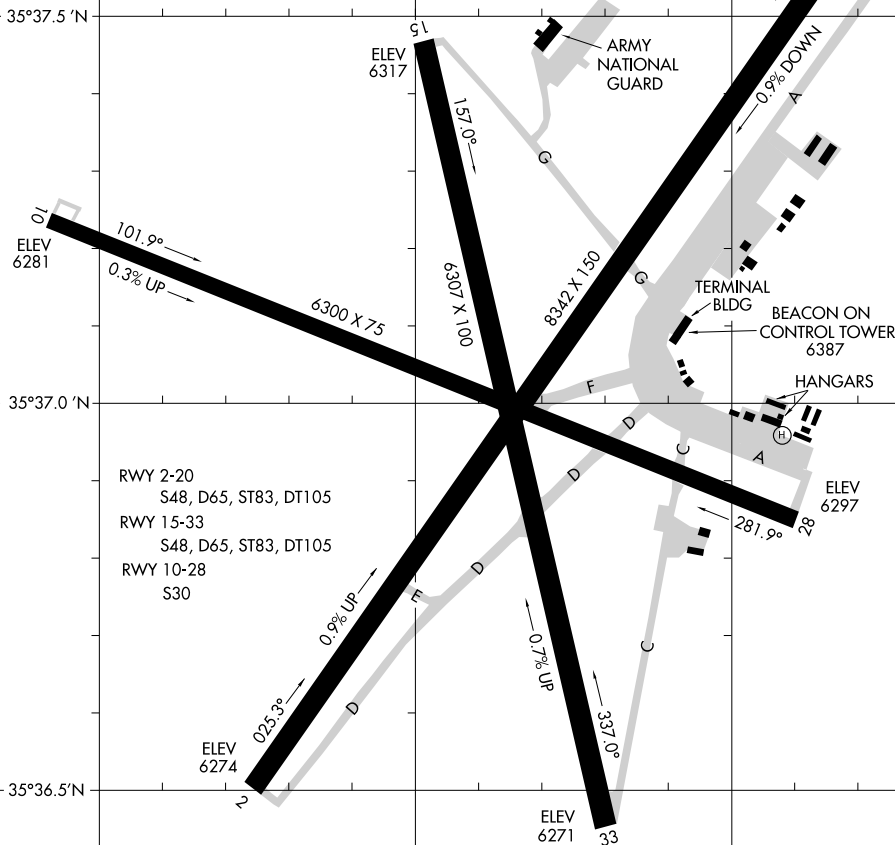 35°37.5 'N
15
ELEV
6317
ARMY
NATIONAL
GUARD
0.9% DOWN
A
157.0°
G
10
ELEV
6281
101.9°
0.3% UP
6300 X 75
6307 X 100
8342 X 150
G
TERMINAL
BLDG
BEACON ON
CONTROL TOWER
6387
HANGARS
35°37.0 'N
F
D
H
C
A
D
ELEV
6297
281.9°
28
RWY 2-20
S48, D65, ST83, DT105
RWY 15-33
S48, D65, ST83, DT105
RWY 10-28
S30
D
E
0.9% UP
0.7% UP
C
025.3°
D
337.0°
ELEV
6274
2
35°36.5'N
ELEV
6271
33